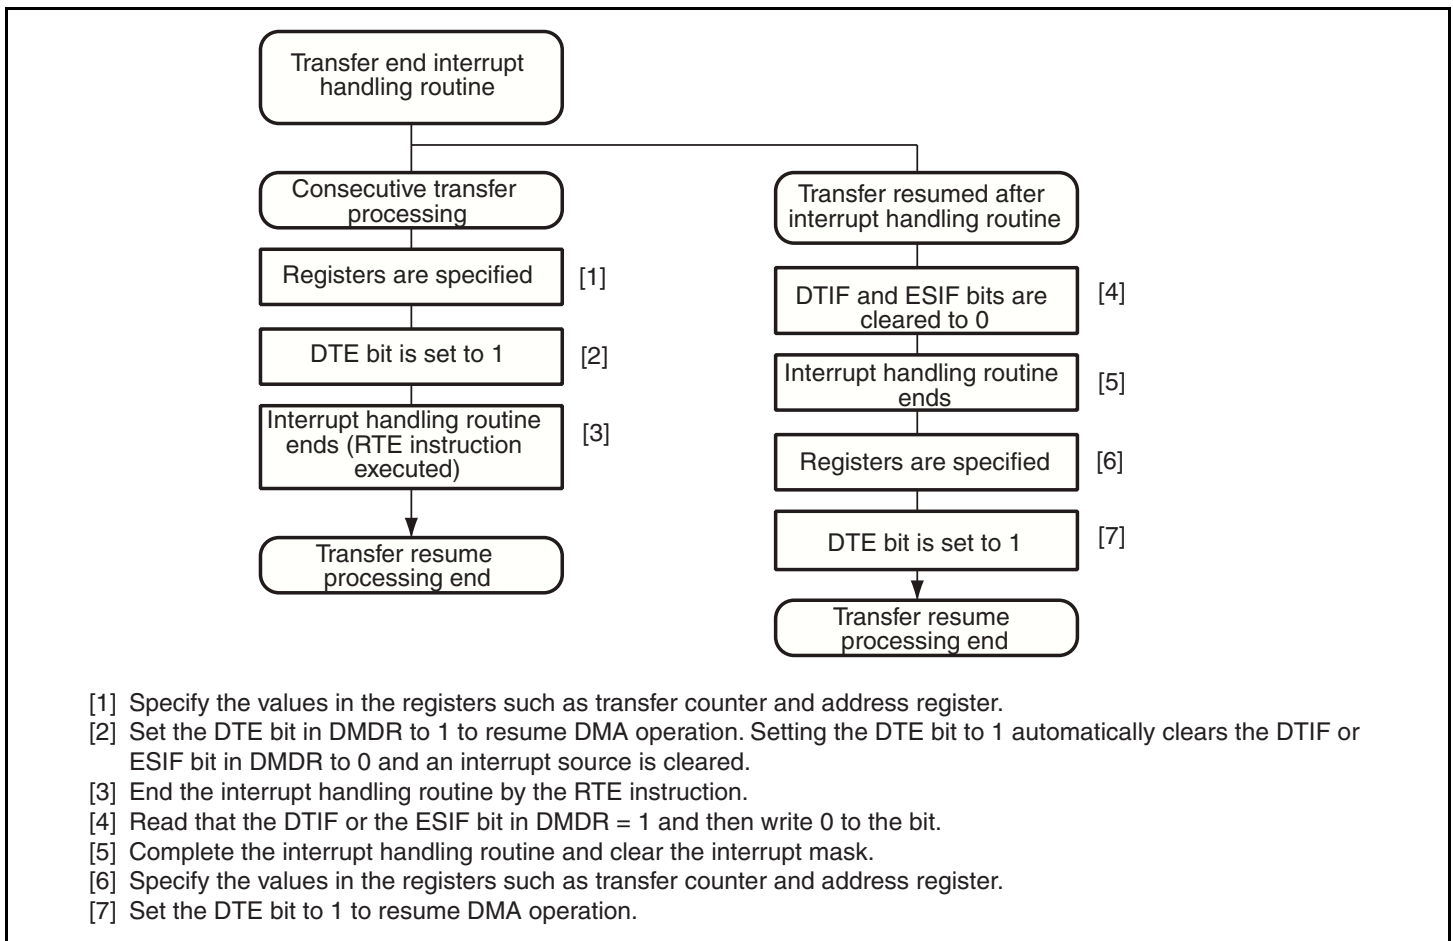 Transfer end interrupt
handling routine
Consecutive transfer
processing
Registers are specified
[1]
DTE bit is set to 1
[2]
Interrupt handling routine
ends (RTE instruction
executed)
[3]
Transfer resume
processing end
Transfer resumed after
interrupt handling routine
DTIF and ESIF bits are
cleared to 0
[4]
Interrupt handling routine
ends
[5]
Registers are specified
[6]
DTE bit is set to 1
[7]
Transfer resume
processing end
[1] Specify the values in the registers such as transfer counter and address register.
[2] Set the DTE bit in DMDR to 1 to resume DMA operation. Setting the DTE bit to 1 automatically clears the DTIF or
ESIF bit in DMDR to 0 and an interrupt source is cleared.
[3] End the interrupt handling routine by the RTE instruction.
[4] Read that the DTIF or the ESIF bit in DMDR = 1 and then write 0 to the bit.
[5] Complete the interrupt handling routine and clear the interrupt mask.
[6] Specify the values in the registers such as transfer counter and address register.
[7] Set the DTE bit to 1 to resume DMA operation.